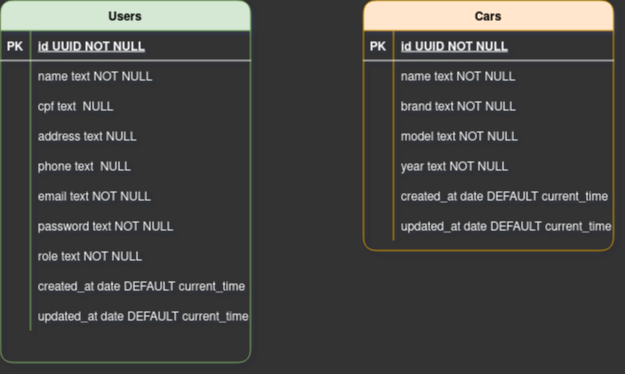 Users
PK id UUID NOT NULL
name text NOT NULL
cpf text NULL
address text NULL
phone text NULL
email text NOT NULL
password text NOT NULL
role text NOT NULL
created_at date DEFAULT current_time
updated_at date DEFAULT current_time
Cars
PK id UUID NOT NULL
name text NOT NULL
brand text NOT NULL
model text NOT NULL
year text NOT NULL
created_at date DEFAULT current_time
updated_at date DEFAULT current_time